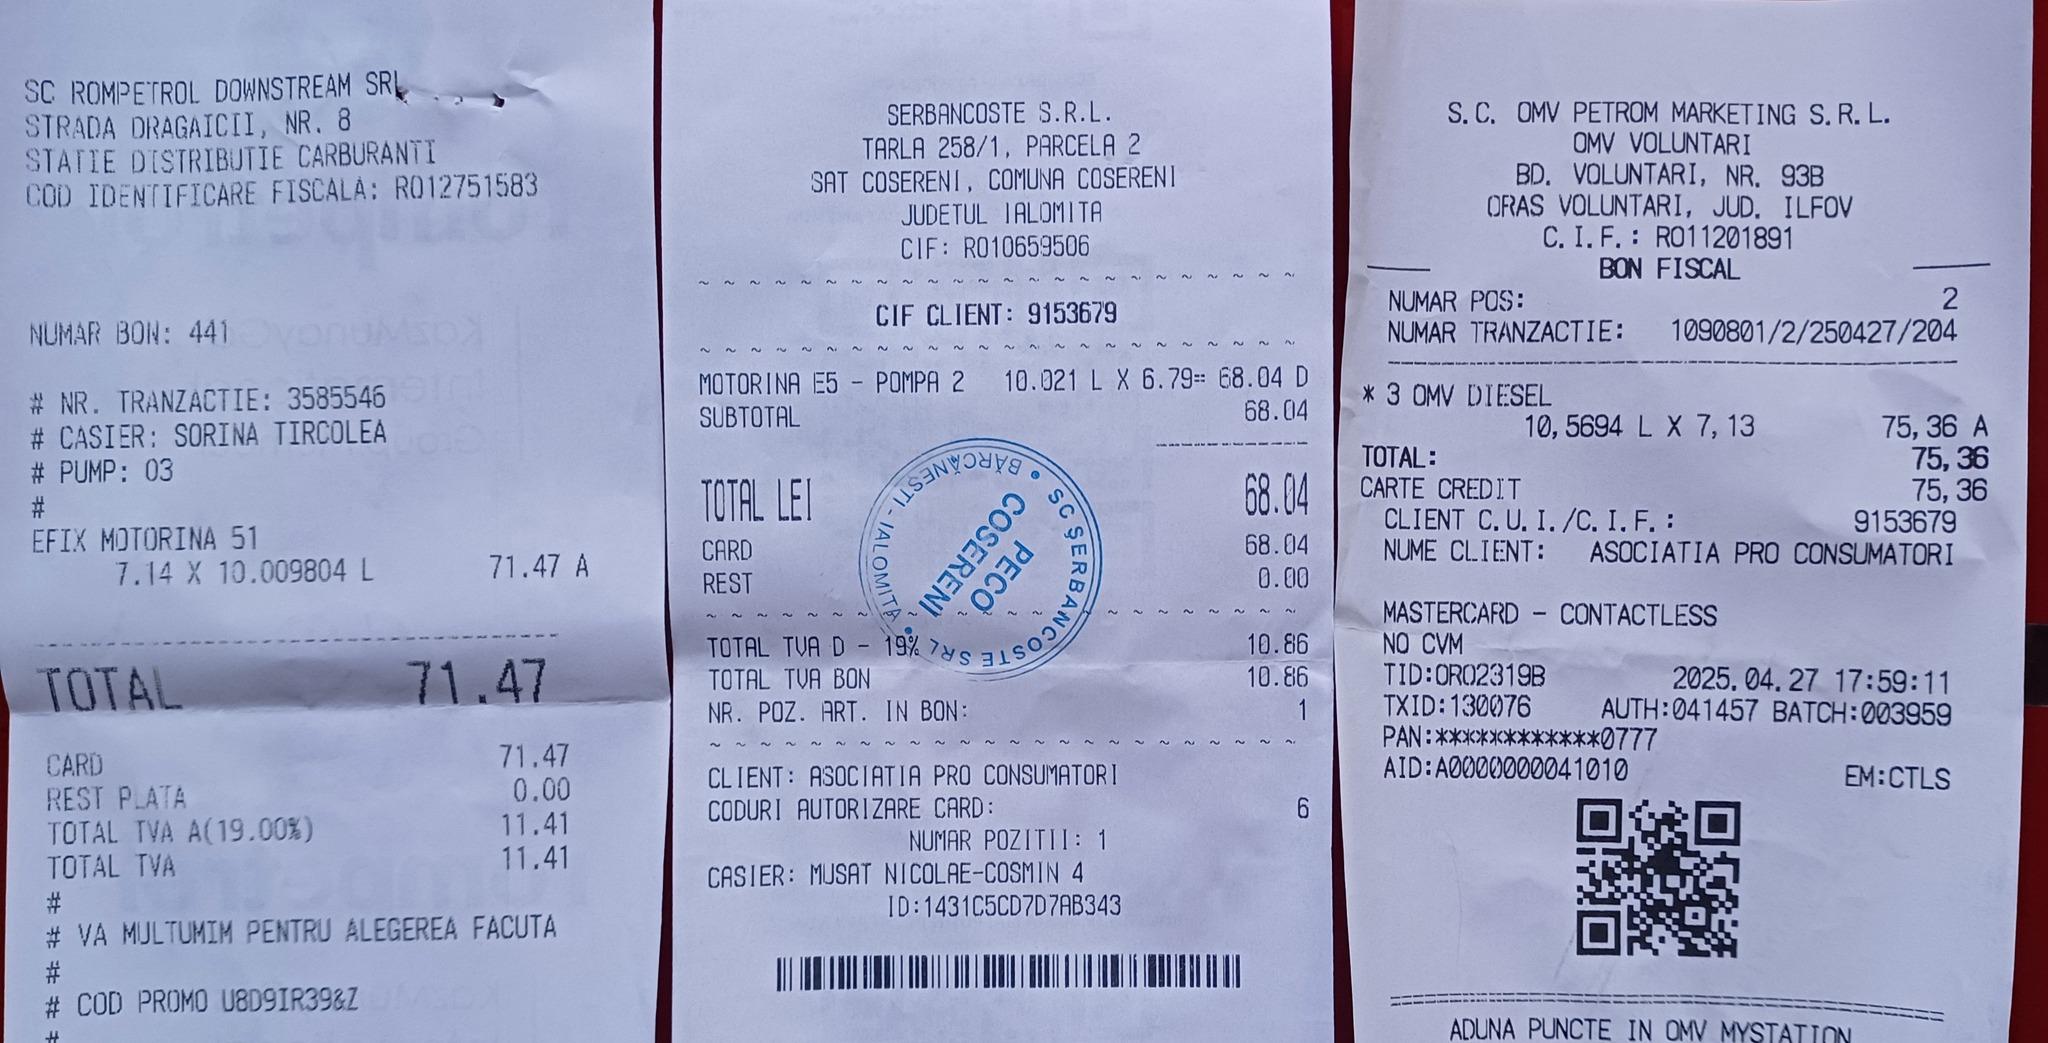 SC ROMPETROL DOWNSTREAM SRL
STRADA DRAGAICII, NR. 8
STATIE DISTRIBUTIE CARBURANTI
COD IDENTIFICARE FISCALA: RO12751583
NUMAR BON: 441
# NR. TRANZACTIE: 3585546
# CASIER: SORINA TIRCOLEA
# PUMP: 03
#
EFIX MOTORINA 51
7.14 X 10.009804 L 71.47 A
TOTAL 71.47
CARD 71.47
REST PLATA 0.00
TOTAL TVA A(19.00%) 11.41
TOTAL TVA 11.41
#
# VA MULTUMIM PENTRU ALEGEREA FACUTA
#
# COD PROMO U8D9IR39&Z
#
SERBANCOSTE S.R.L.
TARLA 258/1, PARCELA 2
SAT COSERENI, COMUNA COSERENI
JUDETUL IALOMITA
CIF: RO10659506
CIF CLIENT: 9153679
MOTORINA E5 - POMPA 2 10.021 L X 6.79= 68.04 D
SUBTOTAL 68.04
TOTAL LEI 68.04
CARD 68.04
REST 0.00
TOTAL TVA D - 19% 10.86
TOTAL TVA BON 10.86
NR. POZ. ART. IN BON: 1
CLIENT: ASOCIATIA PRO CONSUMATORI
CODURI AUTORIZARE CARD: 6
NUMAR POZITII: 1
CASIER: MUSAT NICOLAE-COSMIN 4
ID:1431C5CD7D7AB343
SC ŞERBANCOSTE SRL • BĂRCĂNEŞTI - IALOMIŢA •
PECO
COSERENI
S.C. OMV PETROM MARKETING S.R.L.
OMV VOLUNTARI
BD. VOLUNTARI, NR. 93B
ORAS VOLUNTARI, JUD. ILFOV
C.I.F.: RO11201891
BON FISCAL
NUMAR POS: 2
NUMAR TRANZACTIE: 1090801/2/250427/204
* 3 OMV DIESEL
10,5694 L X 7,13 75,36 A
TOTAL: 75,36
CARTE CREDIT 75,36
CLIENT C.U.I./C.I.F.: 9153679
NUME CLIENT: ASOCIATIA PRO CONSUMATORI
MASTERCARD - CONTACTLESS
NO CVM
TID:ORO2319B 2025.04.27 17:59:11
TXID:130076 AUTH:041457 BATCH:003959
PAN:************0777
AID:A0000000041010 EM:CTLS
ADUNA PUNCTE IN OMV MYSTATION